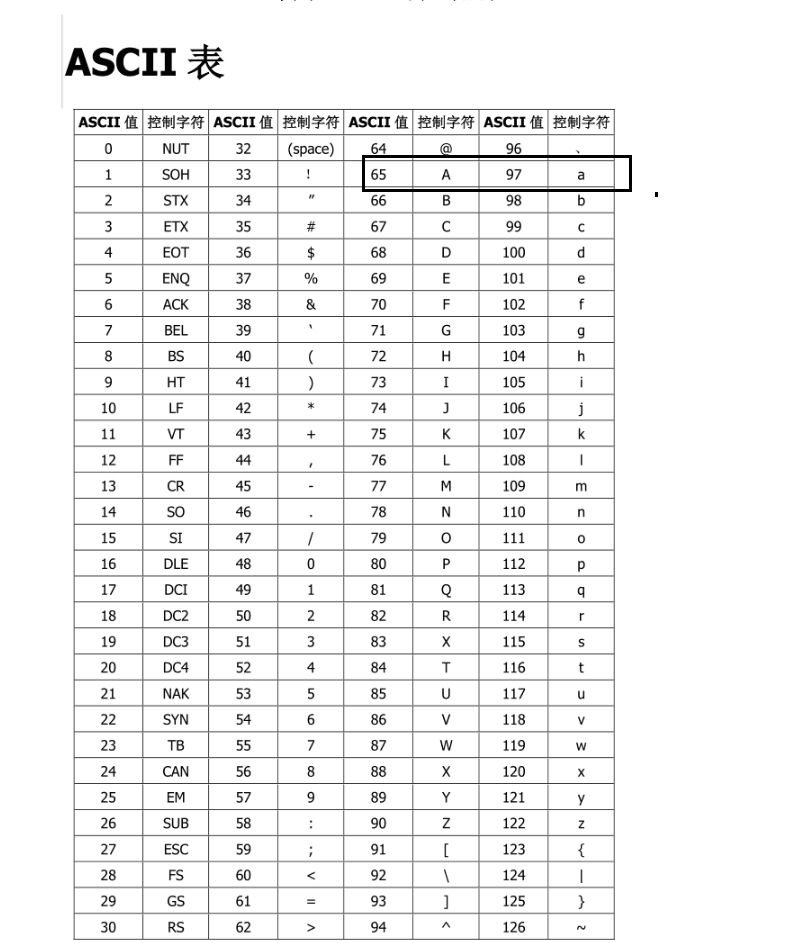 ASCII 表
ASCII 值 控制字符 ASCII 值 控制字符 ASCII 值 控制字符 ASCII 值 控制字符
0 NUT 32 (space) 64 @ 96 、
1 SOH 33 ! 65 A 97 a
2 STX 34 " 66 B 98 b
3 ETX 35 # 67 C 99 c
4 EOT 36 $ 68 D 100 d
5 ENQ 37 % 69 E 101 e
6 ACK 38 & 70 F 102 f
7 BEL 39 ‵ 71 G 103 g
8 BS 40 ( 72 H 104 h
9 HT 41 ) 73 I 105 i
10 LF 42 * 74 J 106 j
11 VT 43 + 75 K 107 k
12 FF 44 , 76 L 108 l
13 CR 45 - 77 M 109 m
14 SO 46 . 78 N 110 n
15 SI 47 / 79 O 111 o
16 DLE 48 0 80 P 112 p
17 DCI 49 1 81 Q 113 q
18 DC2 50 2 82 R 114 r
19 DC3 51 3 83 X 115 s
20 DC4 52 4 84 T 116 t
21 NAK 53 5 85 U 117 u
22 SYN 54 6 86 V 118 v
23 TB 55 7 87 W 119 w
24 CAN 56 8 88 X 120 x
25 EM 57 9 89 Y 121 y
26 SUB 58 : 90 Z 122 z
27 ESC 59 ; 91 [ 123 {
28 FS 60 < 92 \ 124 |
29 GS 61 = 93 ] 125 }
30 RS 62 > 94 ^ 126 ~